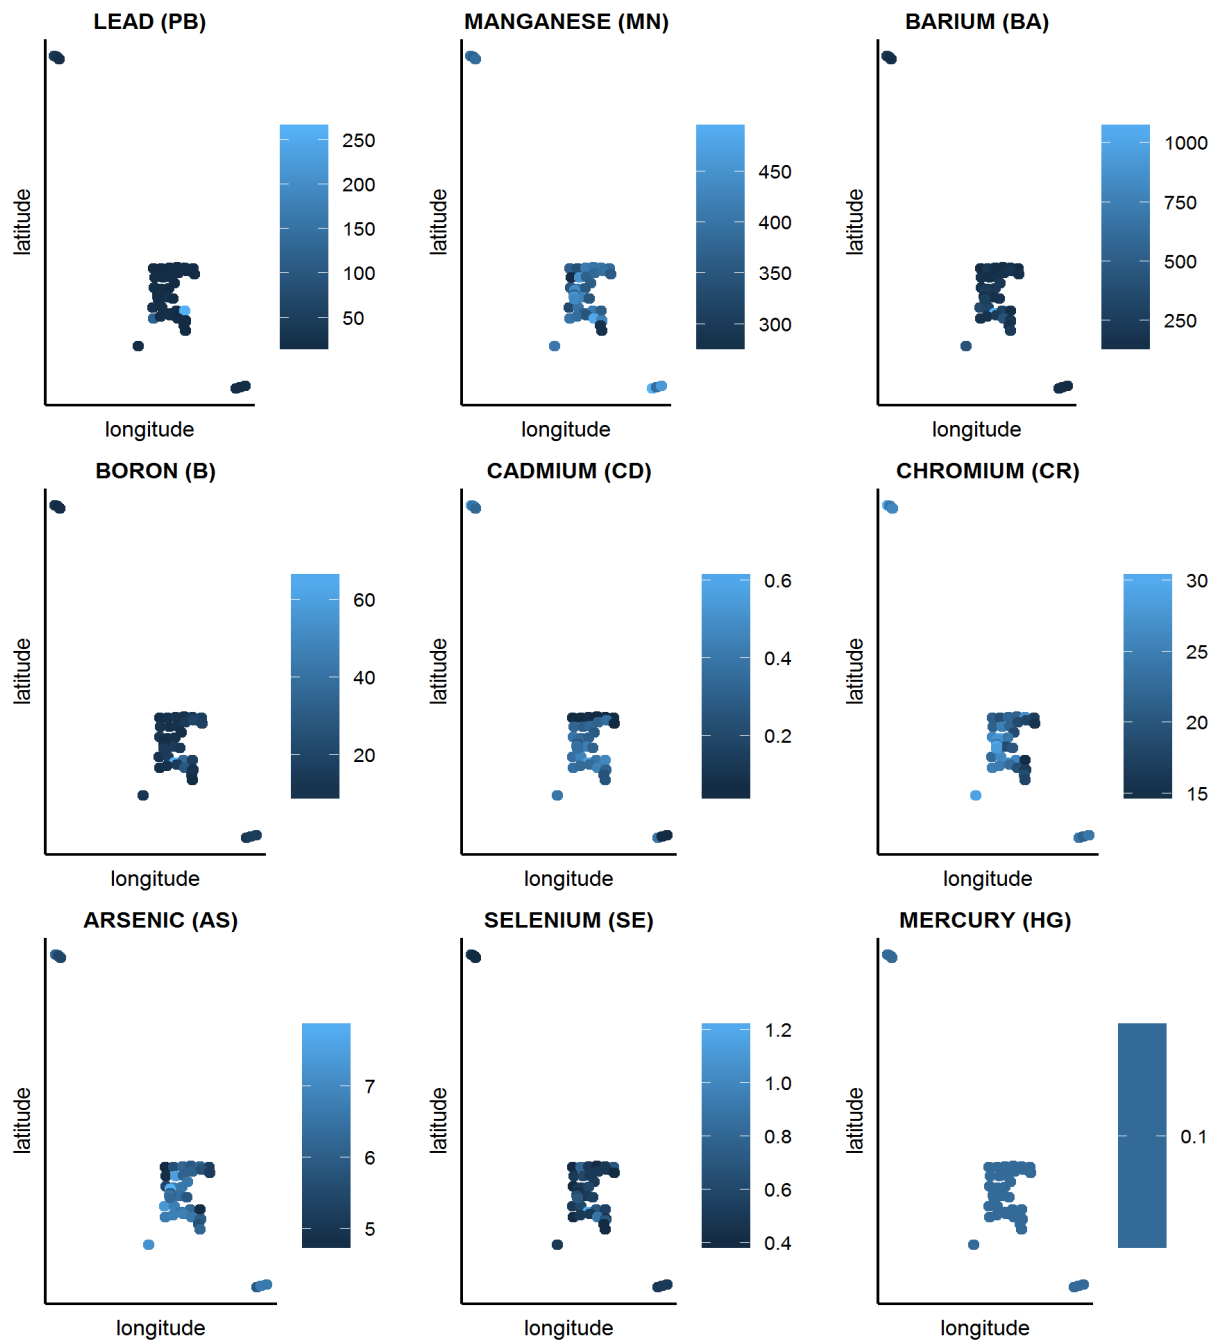 LEAD (PB)
latitude
longitude
250
200
150
100
50
MANGANESE (MN)
latitude
longitude
450
400
350
300
BARIUM (BA)
latitude
longitude
1000
750
500
250
BORON (B)
latitude
longitude
60
40
20
CADMIUM (CD)
latitude
longitude
0.6
0.4
0.2
CHROMIUM (CR)
latitude
longitude
30
25
20
15
ARSENIC (AS)
latitude
longitude
7
6
5
SELENIUM (SE)
latitude
longitude
1.2
1.0
0.8
0.6
0.4
MERCURY (HG)
latitude
longitude
0.1